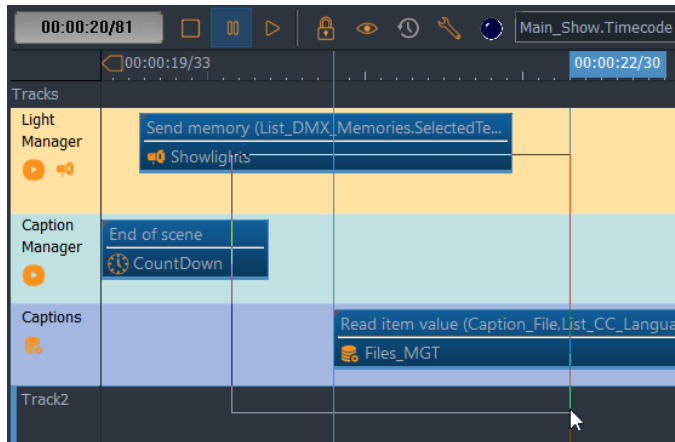 00:00:20/81
Main_Show.Timecode
00:00:19/33
00:00:22/30
Tracks
Light
Manager
Send memory (List_DMX_Memories.SelectedTe...
Showlights
Caption
Manager
End of scene
CountDown
Captions
Read item value (Caption_File,List_CC_Langua
Files_MGT
Track2